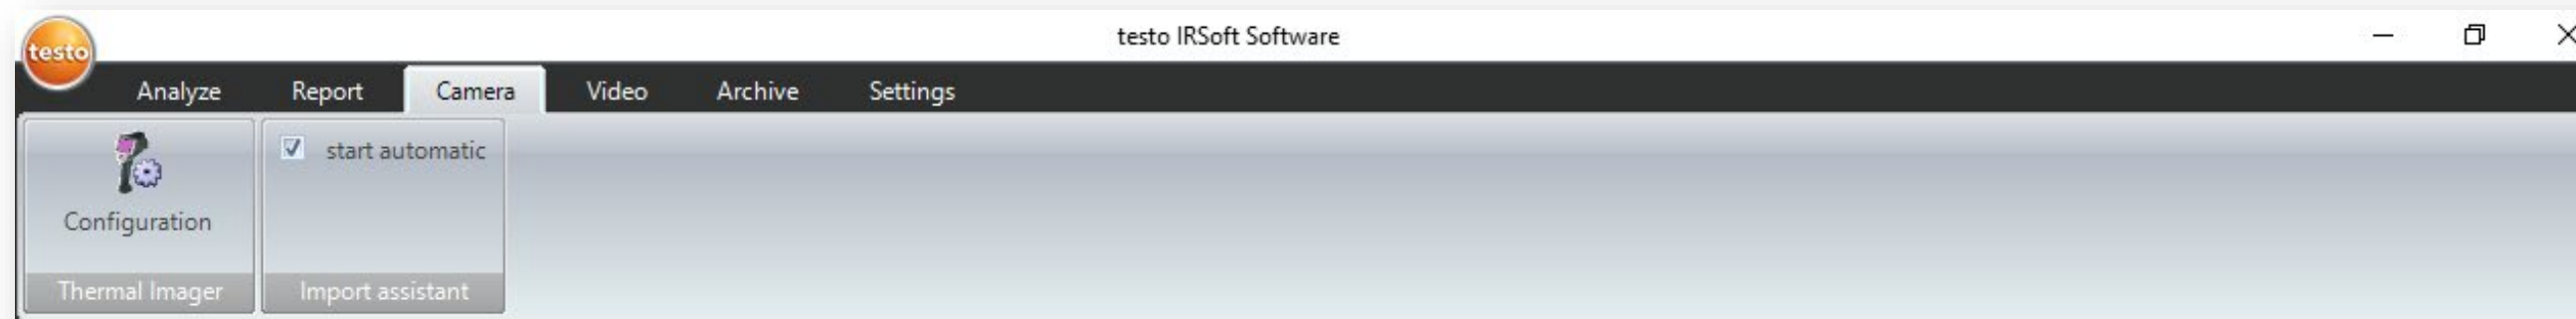 testo
testo IRSoft Software
Analyze Report Camera Video Archive Settings
start automatic
Configuration
Thermal Imager Import assistant